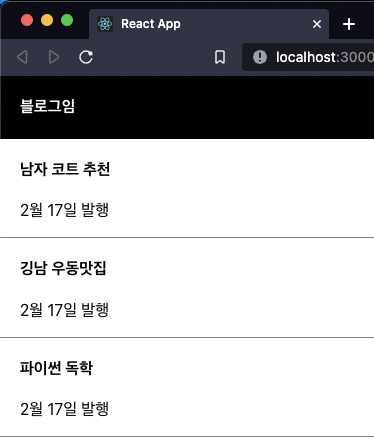 React App
localhost:3000
블로그임
남자 코트 추천
2월 17일 발행
강남 우동맛집
2월 17일 발행
파이썬 독학
2월 17일 발행